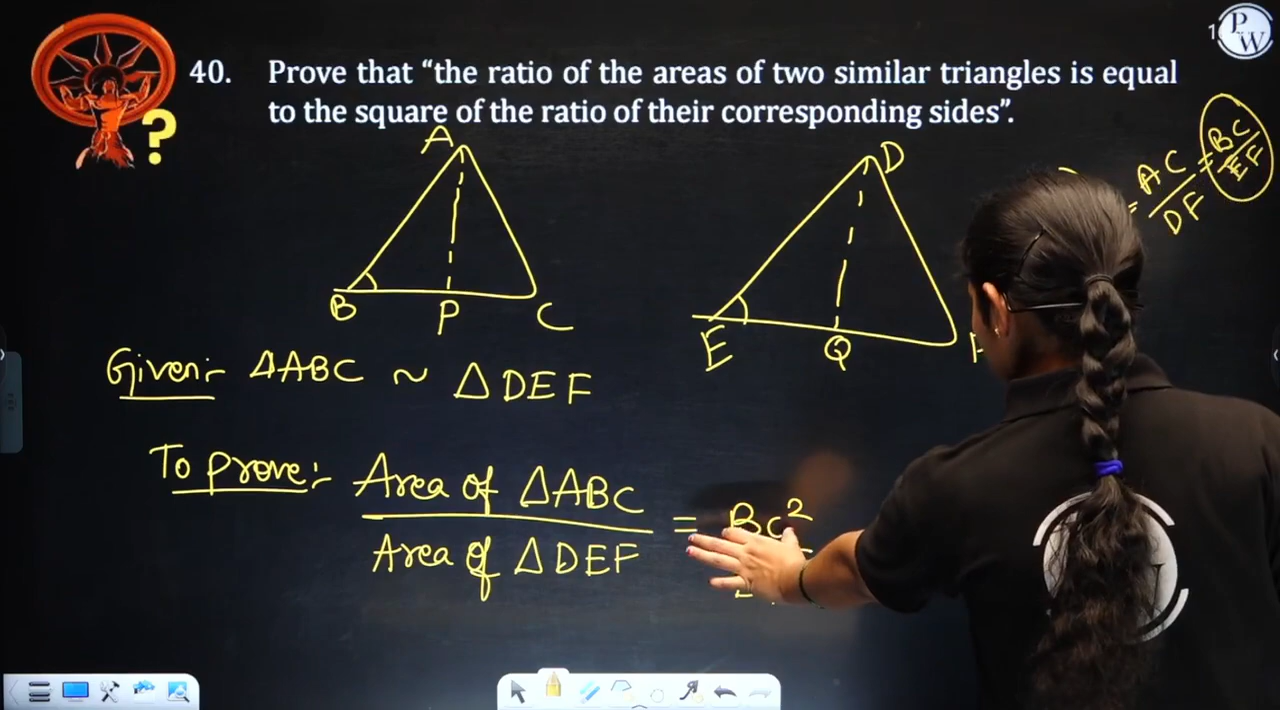 40. Prove that “the ratio of the areas of two similar triangles is equal
to the square of the ratio of their corresponding sides”.
PW
?
A
B P C
D
E Q
= AC/DF = BC/EF
Given:- ΔABC ~ ΔDEF
To prove:- Area of ΔABC / Area of ΔDEF = BC²